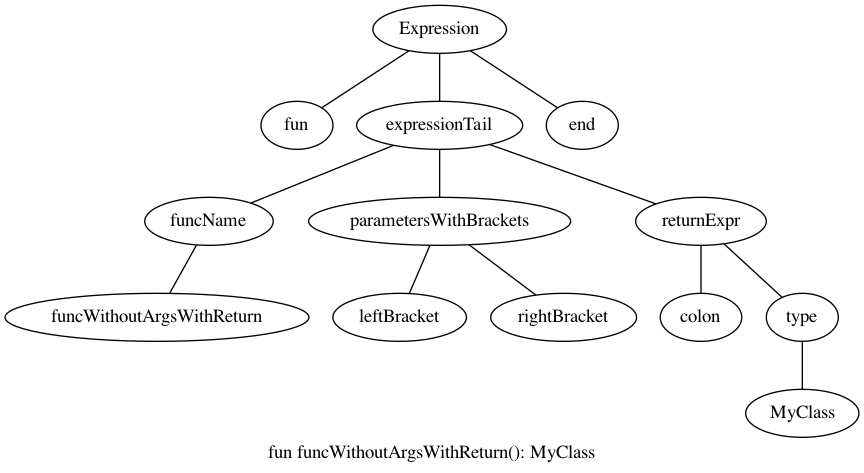 Expression
fun expressionTail end
funcName parametersWithBrackets returnExpr
funcWithoutArgsWithReturn leftBracket rightBracket colon type
MyClass
fun funcWithoutArgsWithReturn(): MyClass